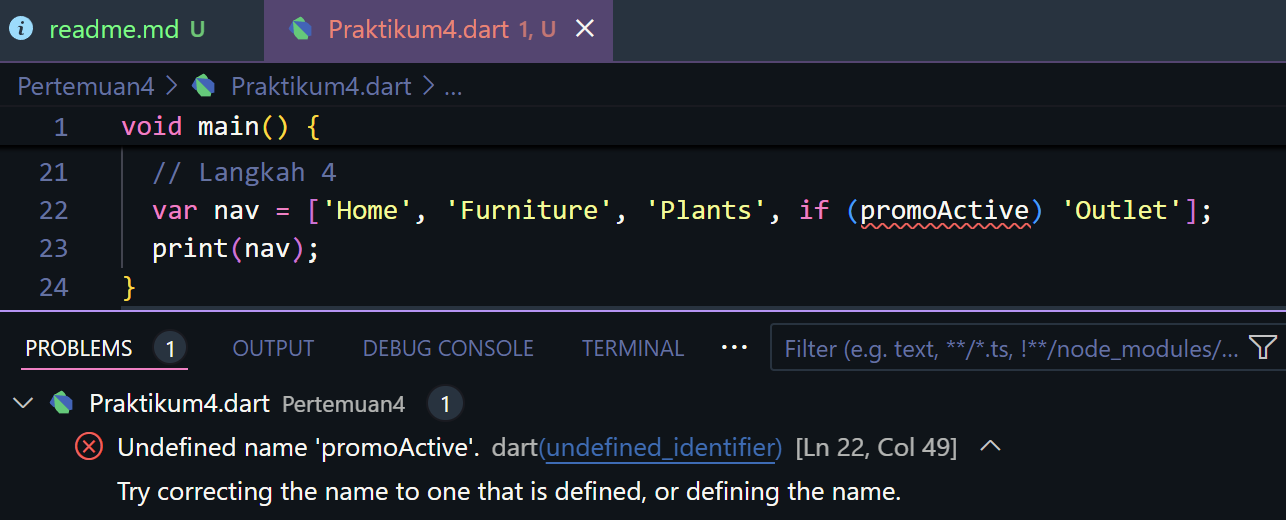 readme.md U Praktikum4.dart 1, U
Pertemuan4 > Praktikum4.dart > ...
1 void main() {
21 // Langkah 4
22 var nav = ['Home', 'Furniture', 'Plants', if (promoActive) 'Outlet'];
23 print(nav);
24 }
PROBLEMS 1 OUTPUT DEBUG CONSOLE TERMINAL ... Filter (e.g. text, **/*.ts, !**/node_modules/...
Praktikum4.dart Pertemuan4 1
Undefined name 'promoActive'. dart(undefined_identifier) [Ln 22, Col 49]
Try correcting the name to one that is defined, or defining the name.